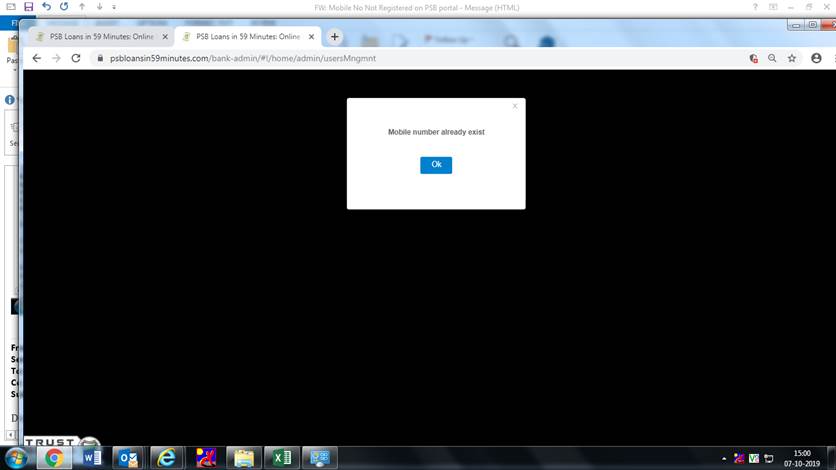 FW: Mobile No Not Registered on PSB portal - Message (HTML)
PSB Loans in 59 Minutes: Online
PSB Loans in 59 Minutes: Online
psbloansin59minutes.com/bank-admin/#!/home/admin/usersMngmnt
Mobile number already exist
Ok
TRUST
15:00
07-10-2019